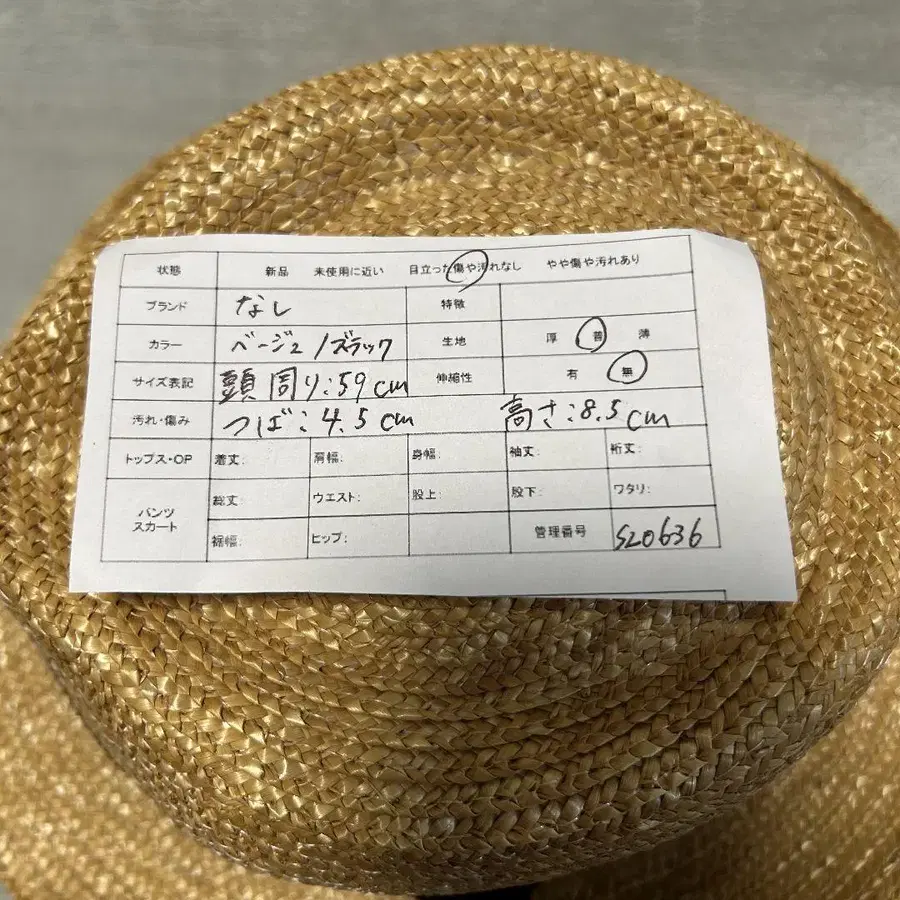 状態 新品 未使用に近い 目立った傷や汚れなし やや傷や汚れあり
ブランド なし 特徴
カラー ベージュ/ブラック 生地 厚 普 薄
サイズ表記 頭周り:59cm 伸縮性 有 無
汚れ・傷み つば:4.5cm 高さ:8.5cm
トップス・OP 着丈: 肩幅: 身幅: 袖丈: 裄丈:
パンツ スカート 総丈: ウエスト: 股上: 股下: ワタリ:
裾幅: ヒップ: 管理番号 S20636